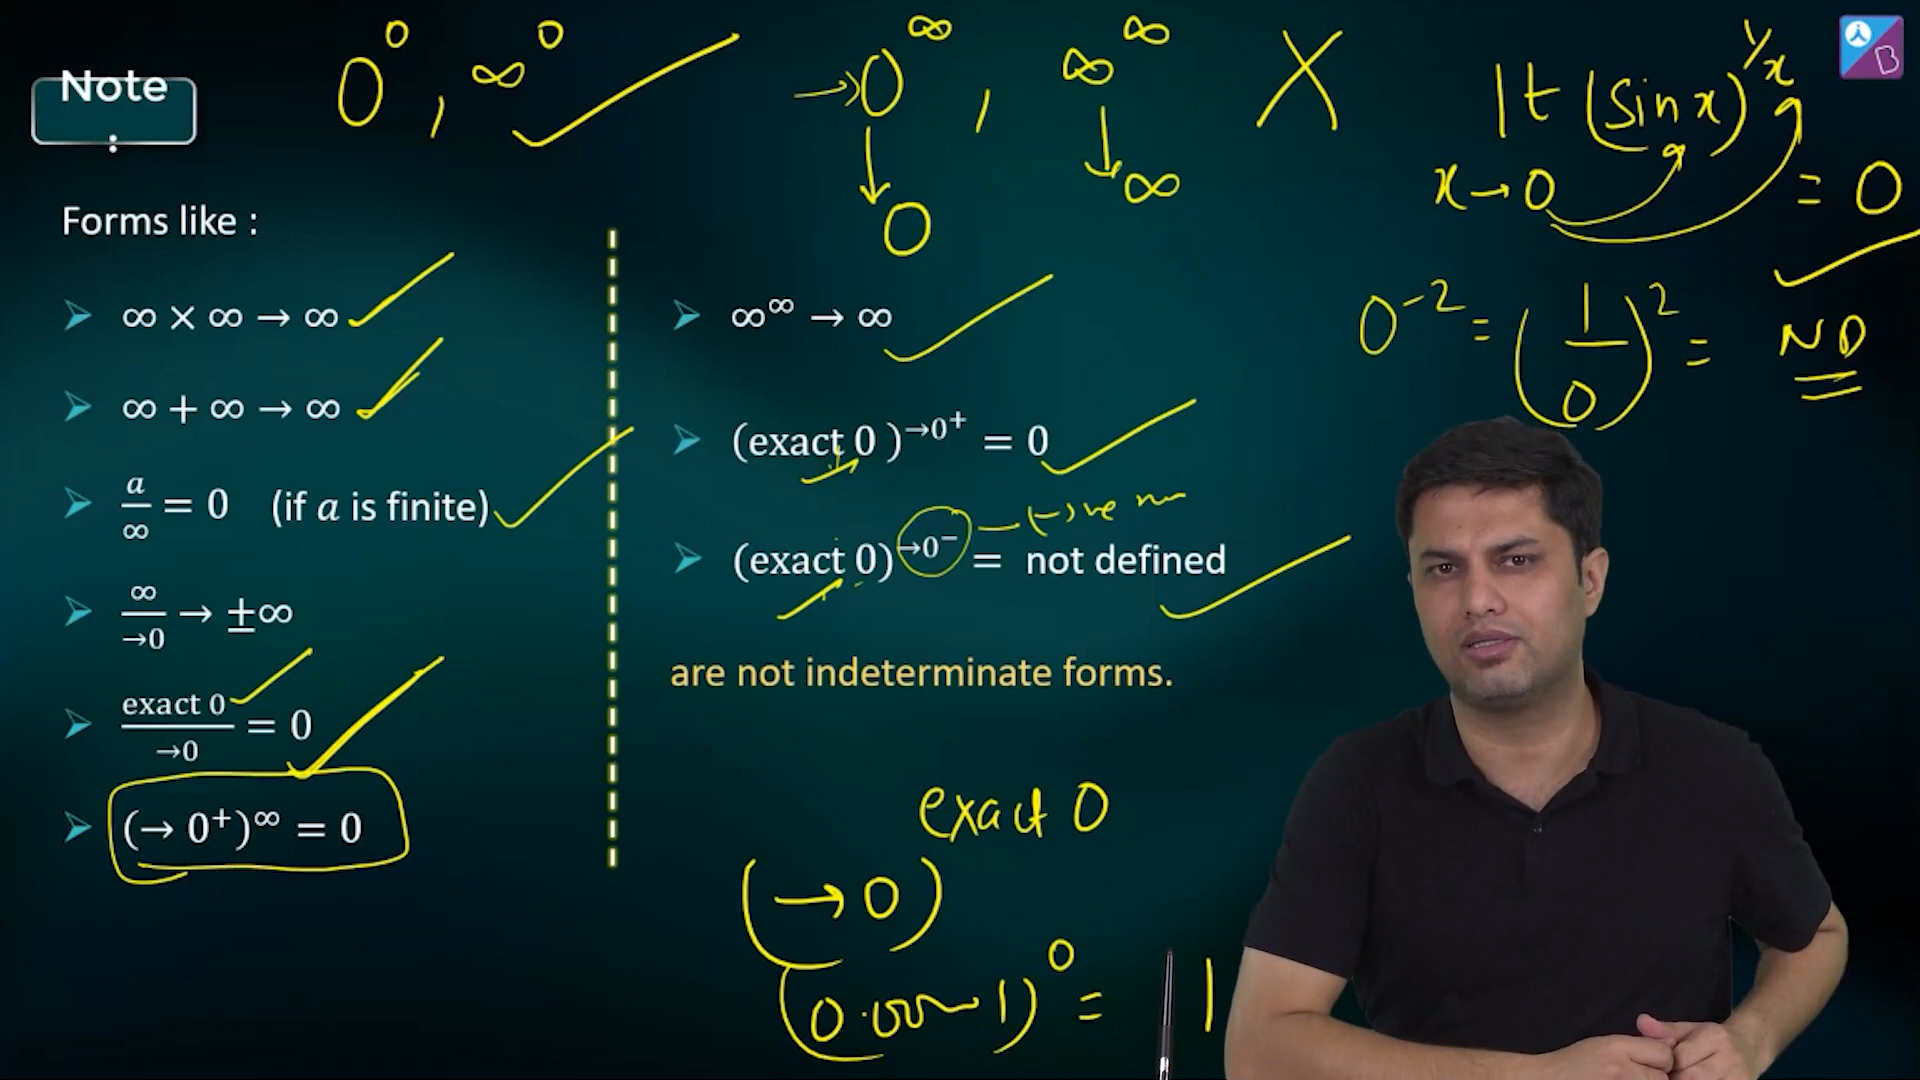 Note
:
0⁰, ∞⁰ ✓
→0^∞, ∞^∞ X
↓ ↓
0 ∞
lt (sin x)^{1/x}
x→0 = 0
0⁻² = (1/0)² = ND
Forms like :
∞ × ∞ → ∞
∞ + ∞ → ∞
a/∞ = 0 (if a is finite)
∞/→0 → ±∞
exact 0/→0 = 0
(→ 0⁺)^∞ = 0
∞^∞ → ∞
(exact 0 )^{→0⁺} = 0
(exact 0)^{→0⁻} = not defined
(-)ve
are not indeterminate forms.
exact 0
(→0)
(0.00~1)⁰ = 1
B